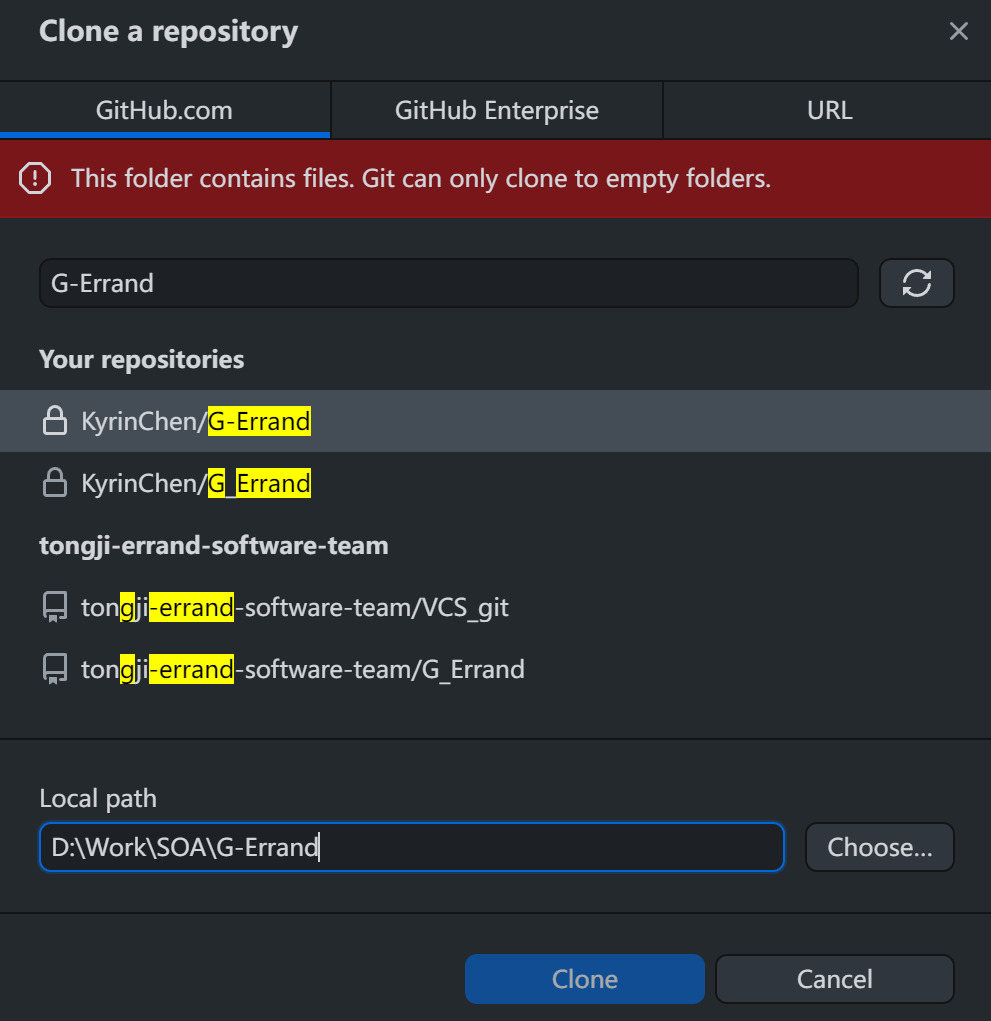 Clone a repository
GitHub.com GitHub Enterprise URL
This folder contains files. Git can only clone to empty folders.
G-Errand
Your repositories
KyrinChen/G-Errand
KyrinChen/G_Errand
tongji-errand-software-team
tongji-errand-software-team/VCS_git
tongji-errand-software-team/G_Errand
Local path
D:\Work\SOA\G-Errand
Choose...
Clone Cancel